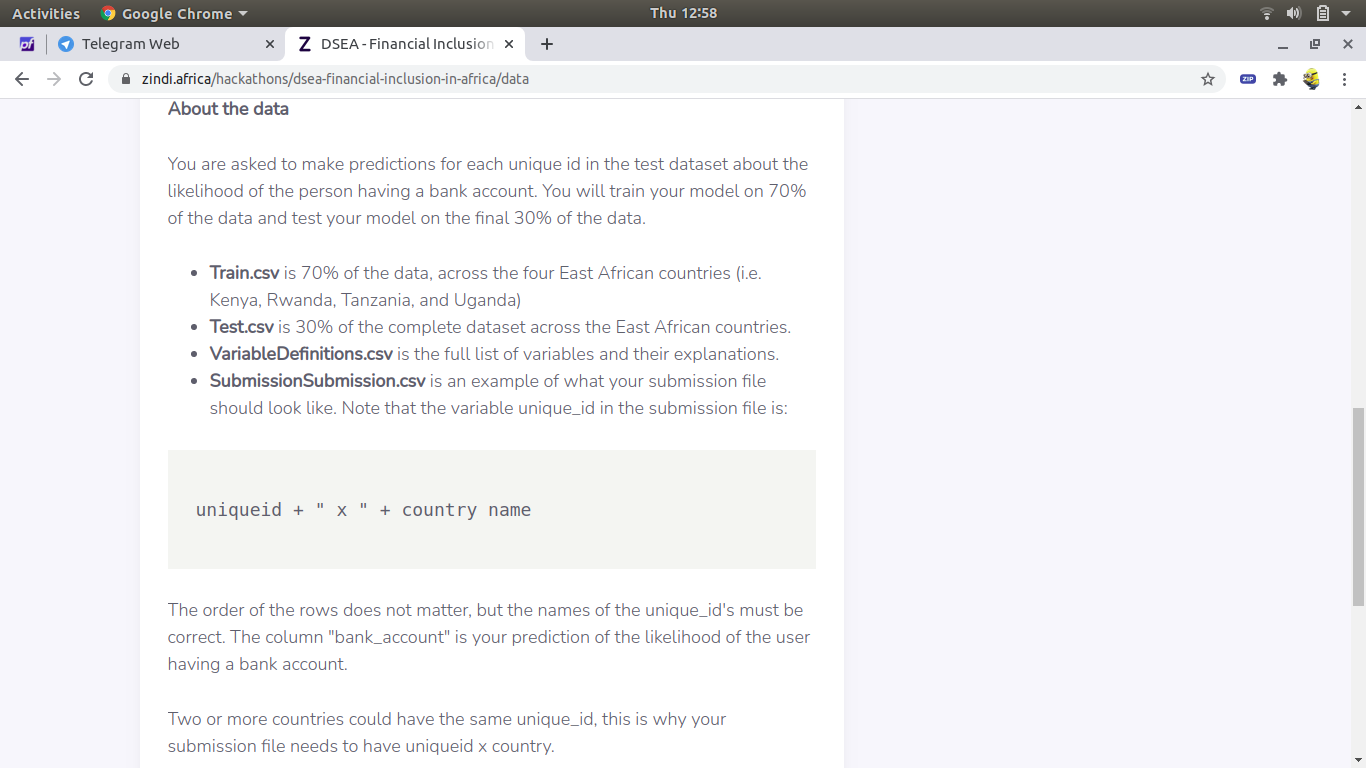 Activities Google Chrome Thu 12:58
Telegram Web DSEA - Financial Inclusion
zindi.africa/hackathons/dsea-financial-inclusion-in-africa/data ZIP
About the data
You are asked to make predictions for each unique id in the test dataset about the
likelihood of the person having a bank account. You will train your model on 70%
of the data and test your model on the final 30% of the data.
• Train.csv is 70% of the data, across the four East African countries (i.e.
Kenya, Rwanda, Tanzania, and Uganda)
• Test.csv is 30% of the complete dataset across the East African countries.
• VariableDefinitions.csv is the full list of variables and their explanations.
• SubmissionSubmission.csv is an example of what your submission file
should look like. Note that the variable unique_id in the submission file is:
uniqueid + " x " + country name
The order of the rows does not matter, but the names of the unique_id's must be
correct. The column "bank_account" is your prediction of the likelihood of the user
having a bank account.
Two or more countries could have the same unique_id, this is why your
submission file needs to have uniqueid x country.